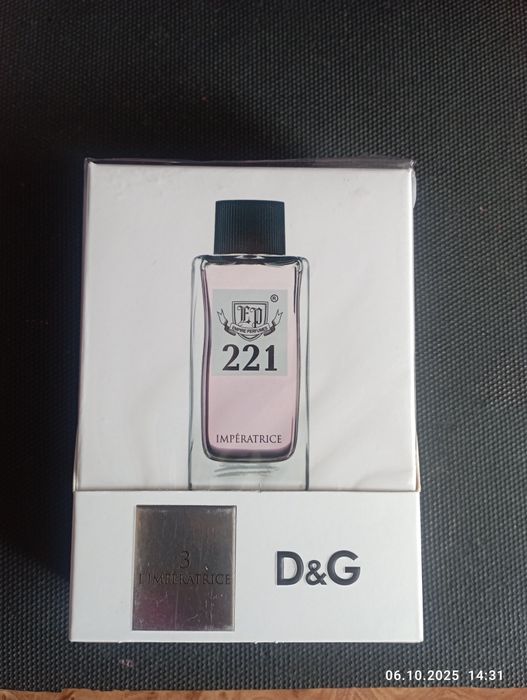 ®
EP
EMPIRE PERFUMES
221
IMPÉRATRICE
3
L'IMPÉRATRICE
D&G
06.10.2025 14:31